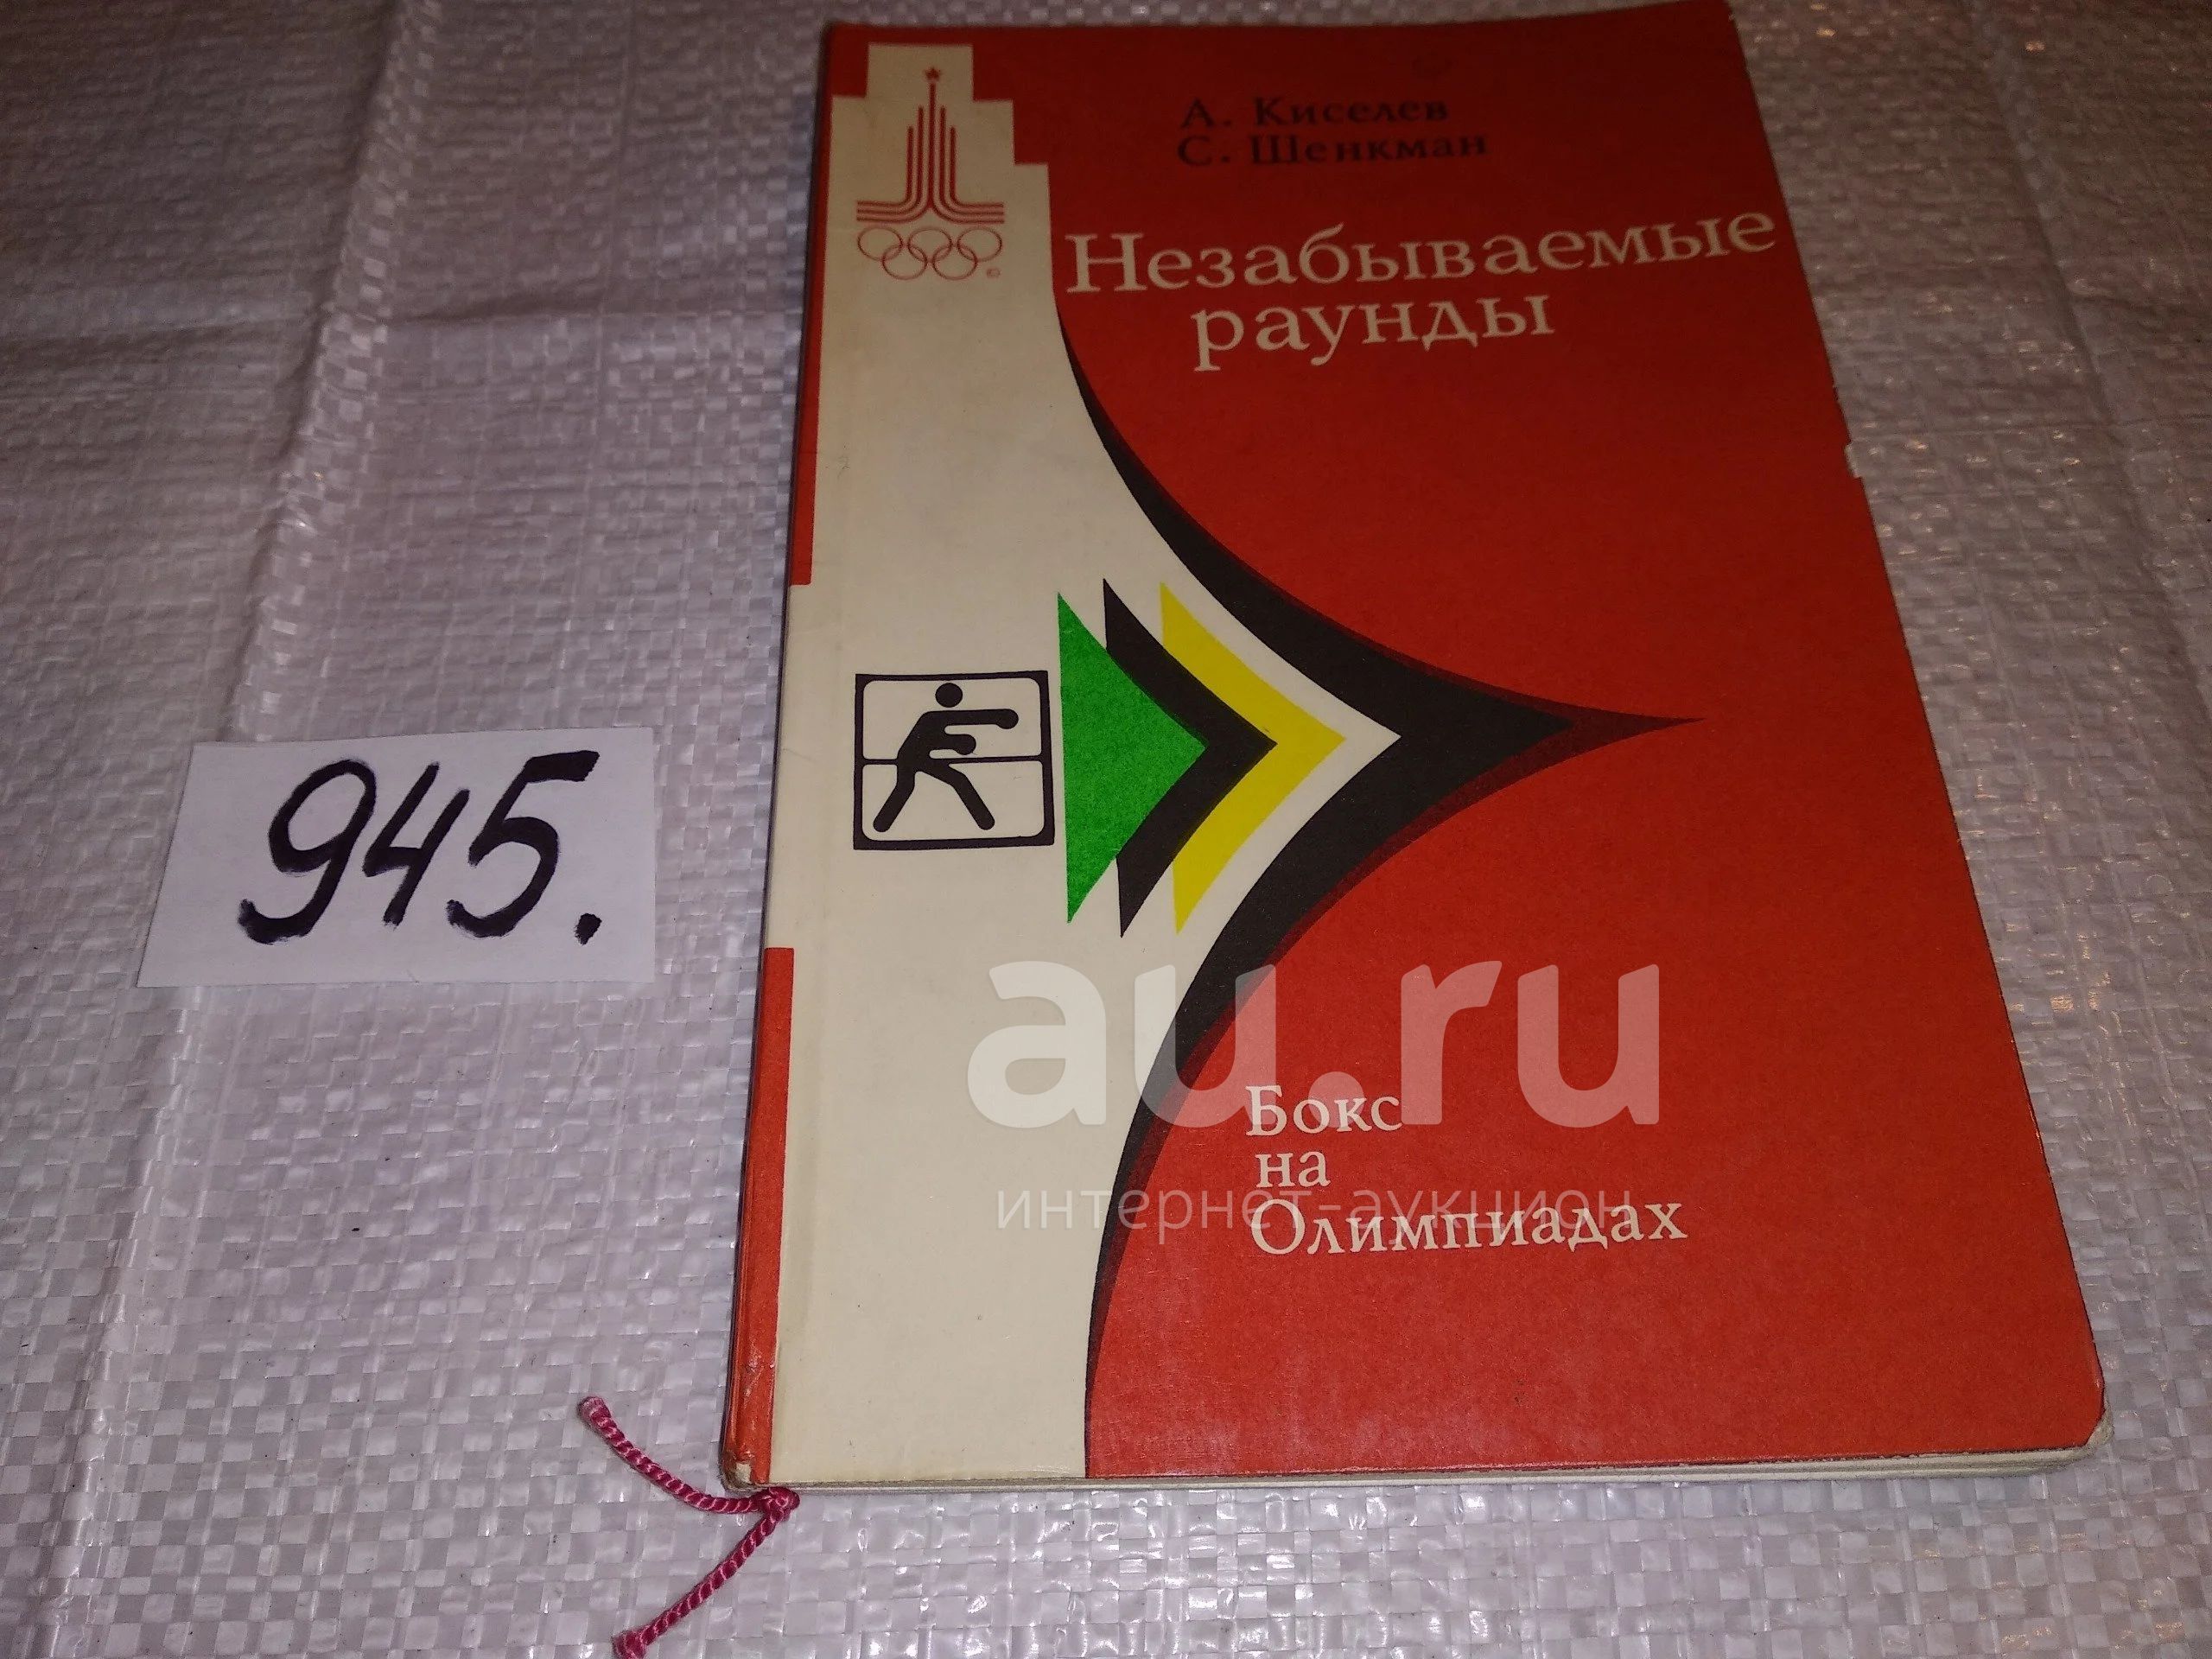 А. Киселев
С. Шенкман
Незабываемые
раунды
945.
au.ru
интернет-аукцион
Бокс
на
Олимпиадах